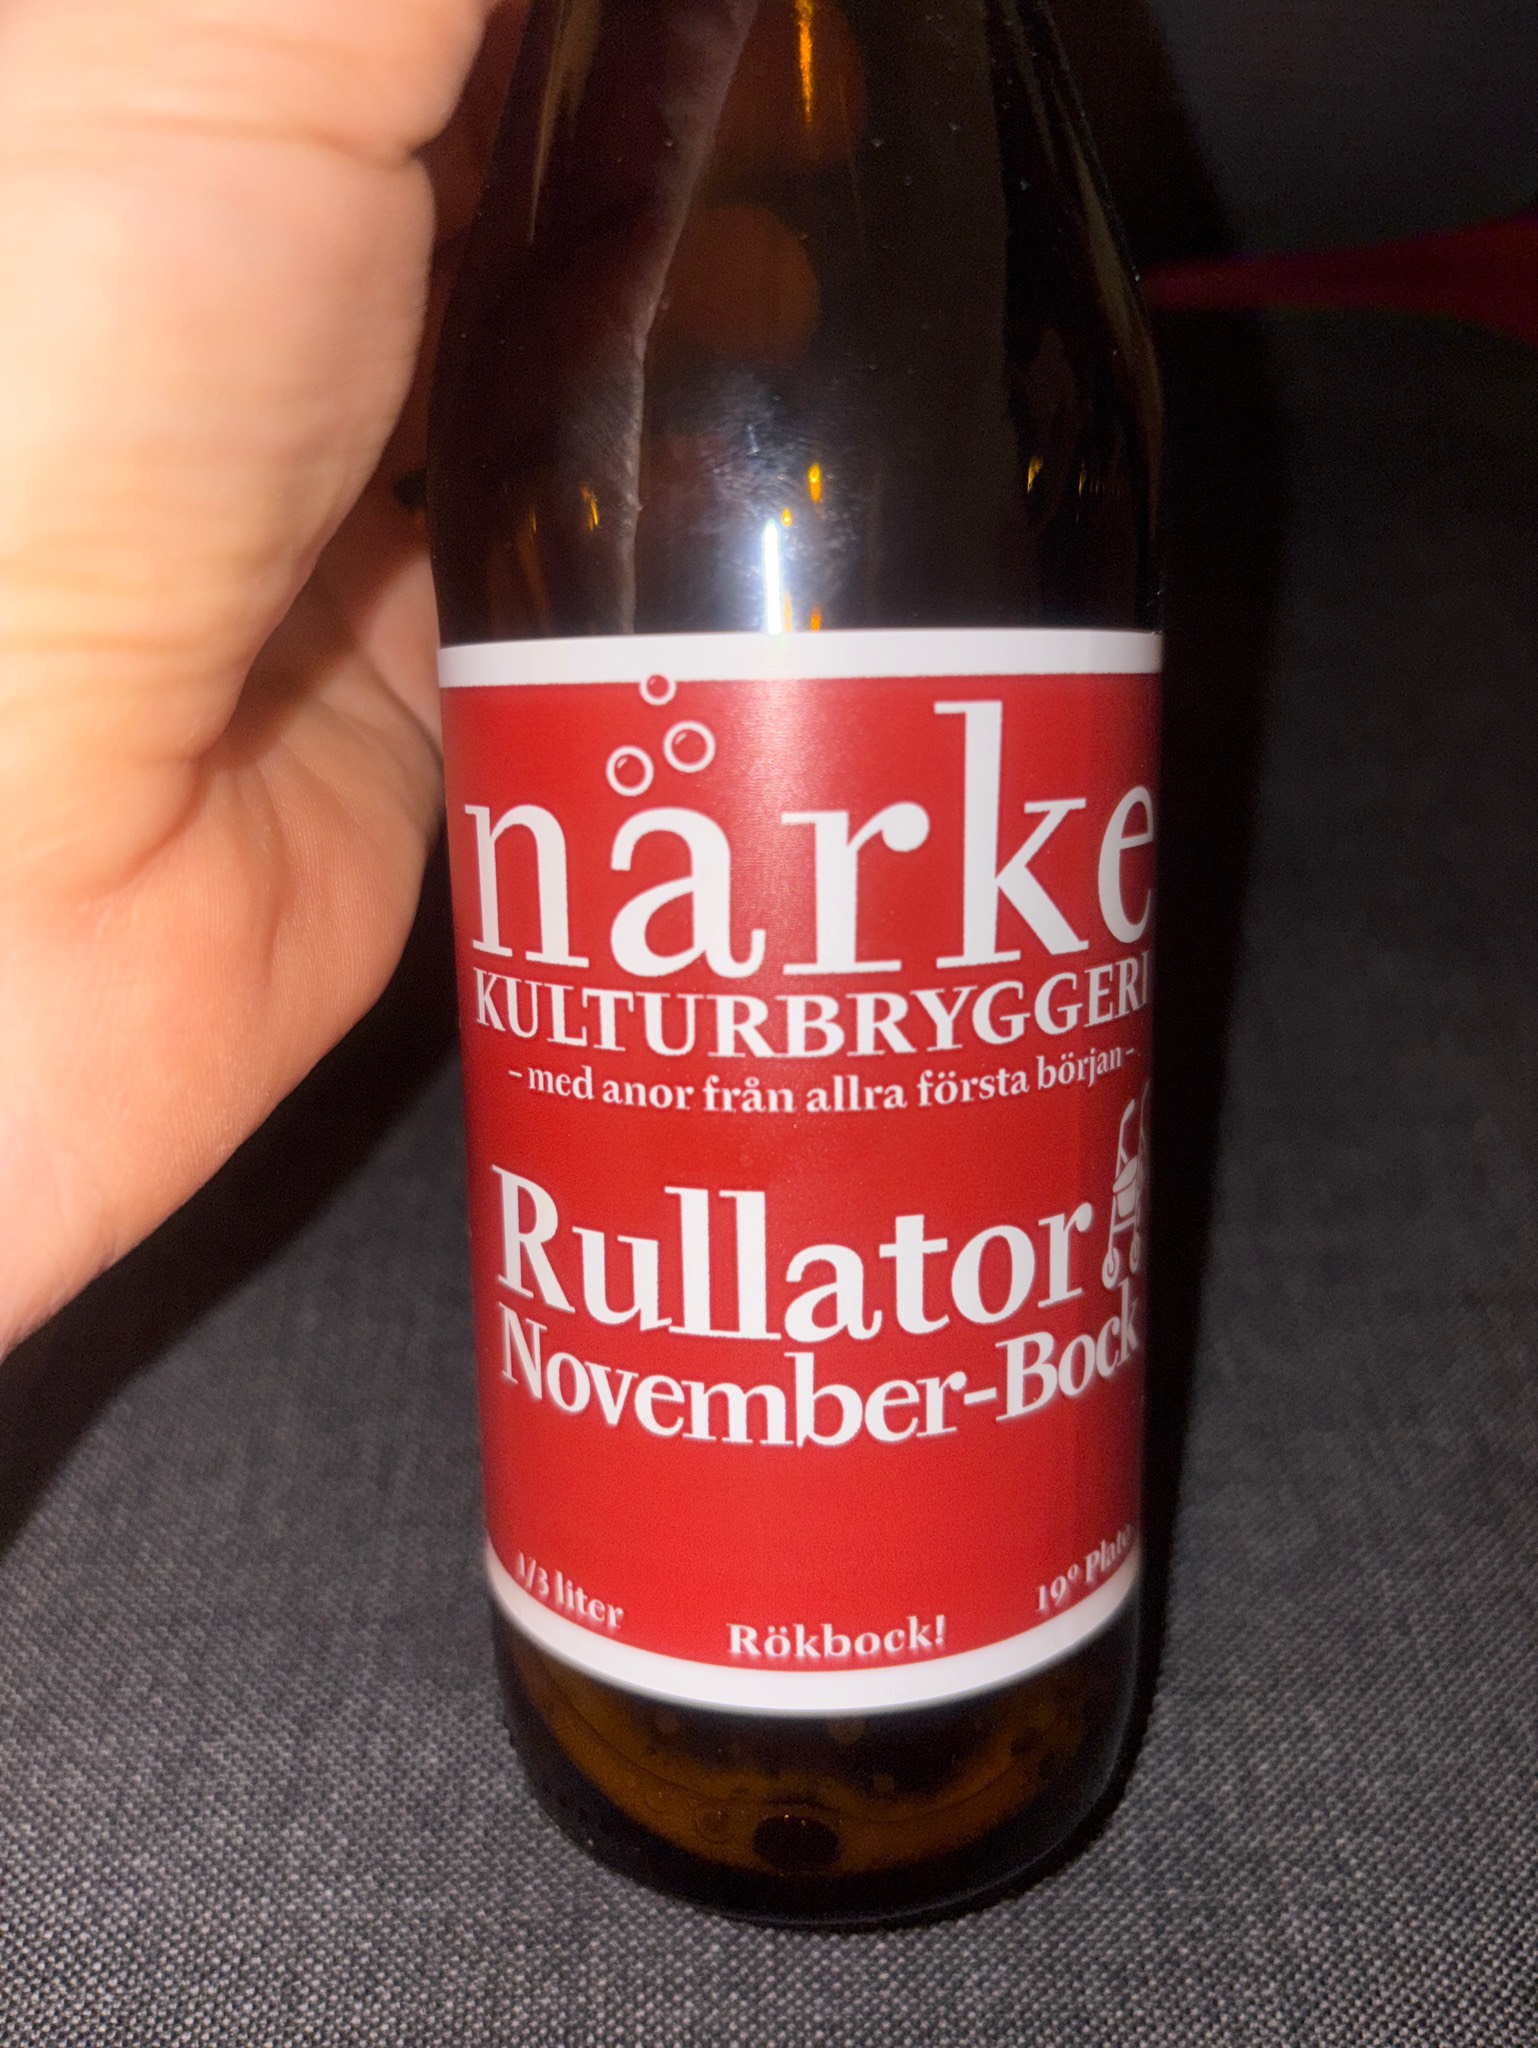 närke
KULTURBRYGGERI
- med anor från allra första början -
Rullator
November-Bock
1/3 liter
Rökbock!
19° Plato